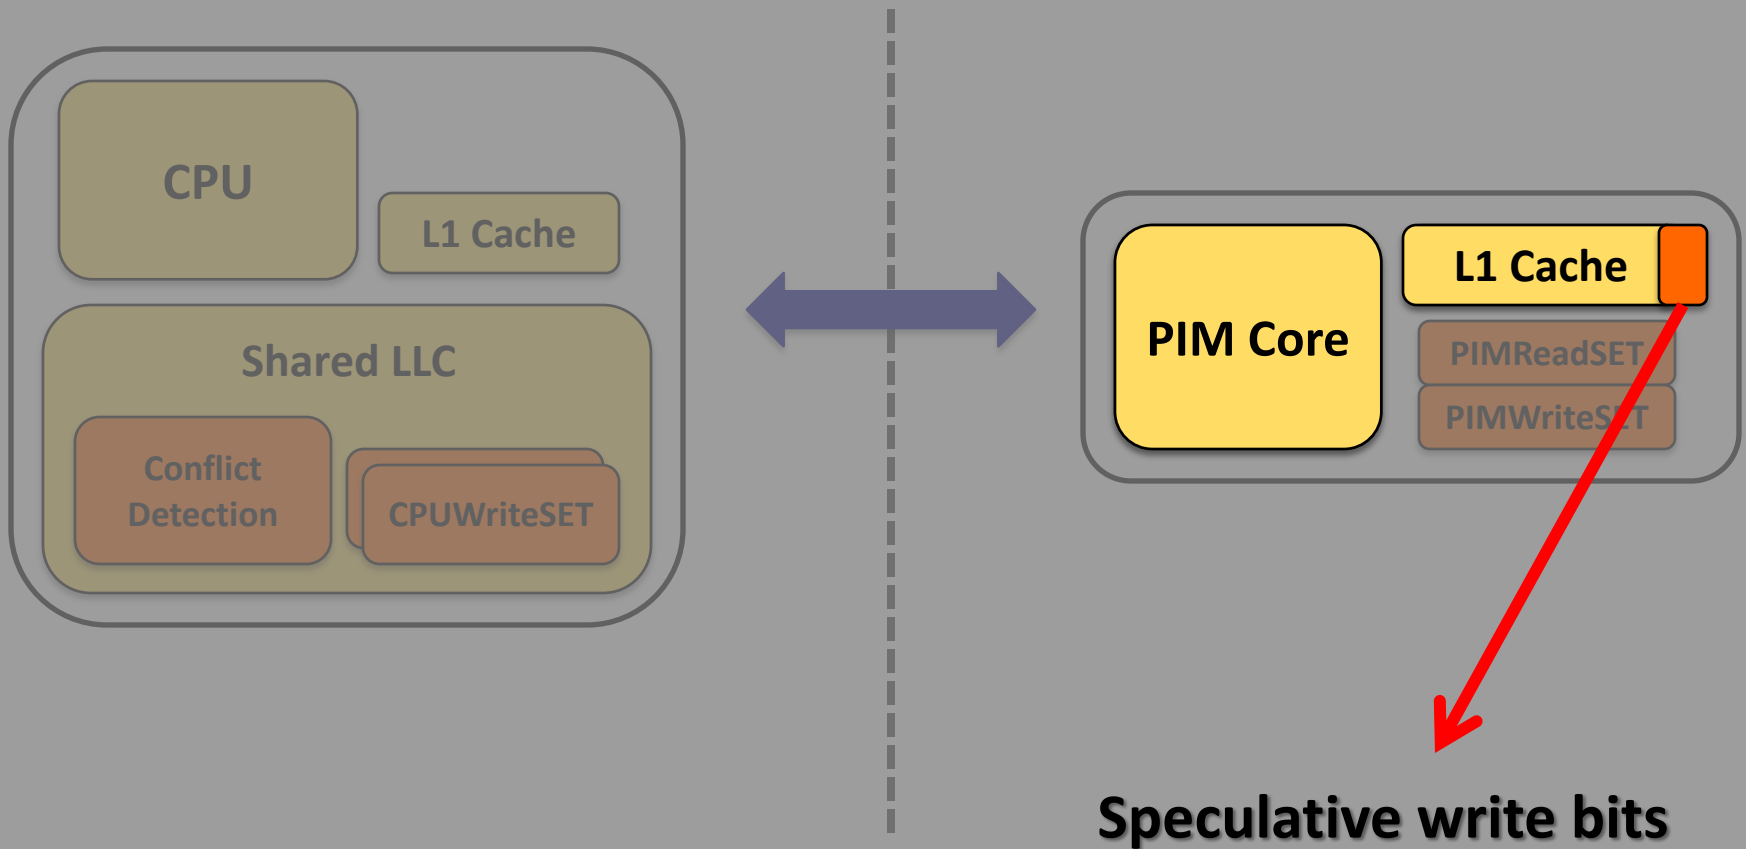 CPU
L1 Cache
Shared LLC
Conflict
Detection
CPUWriteSET
PIM Core
L1 Cache
PIMReadSET
PIMWriteSET
Speculative write bits